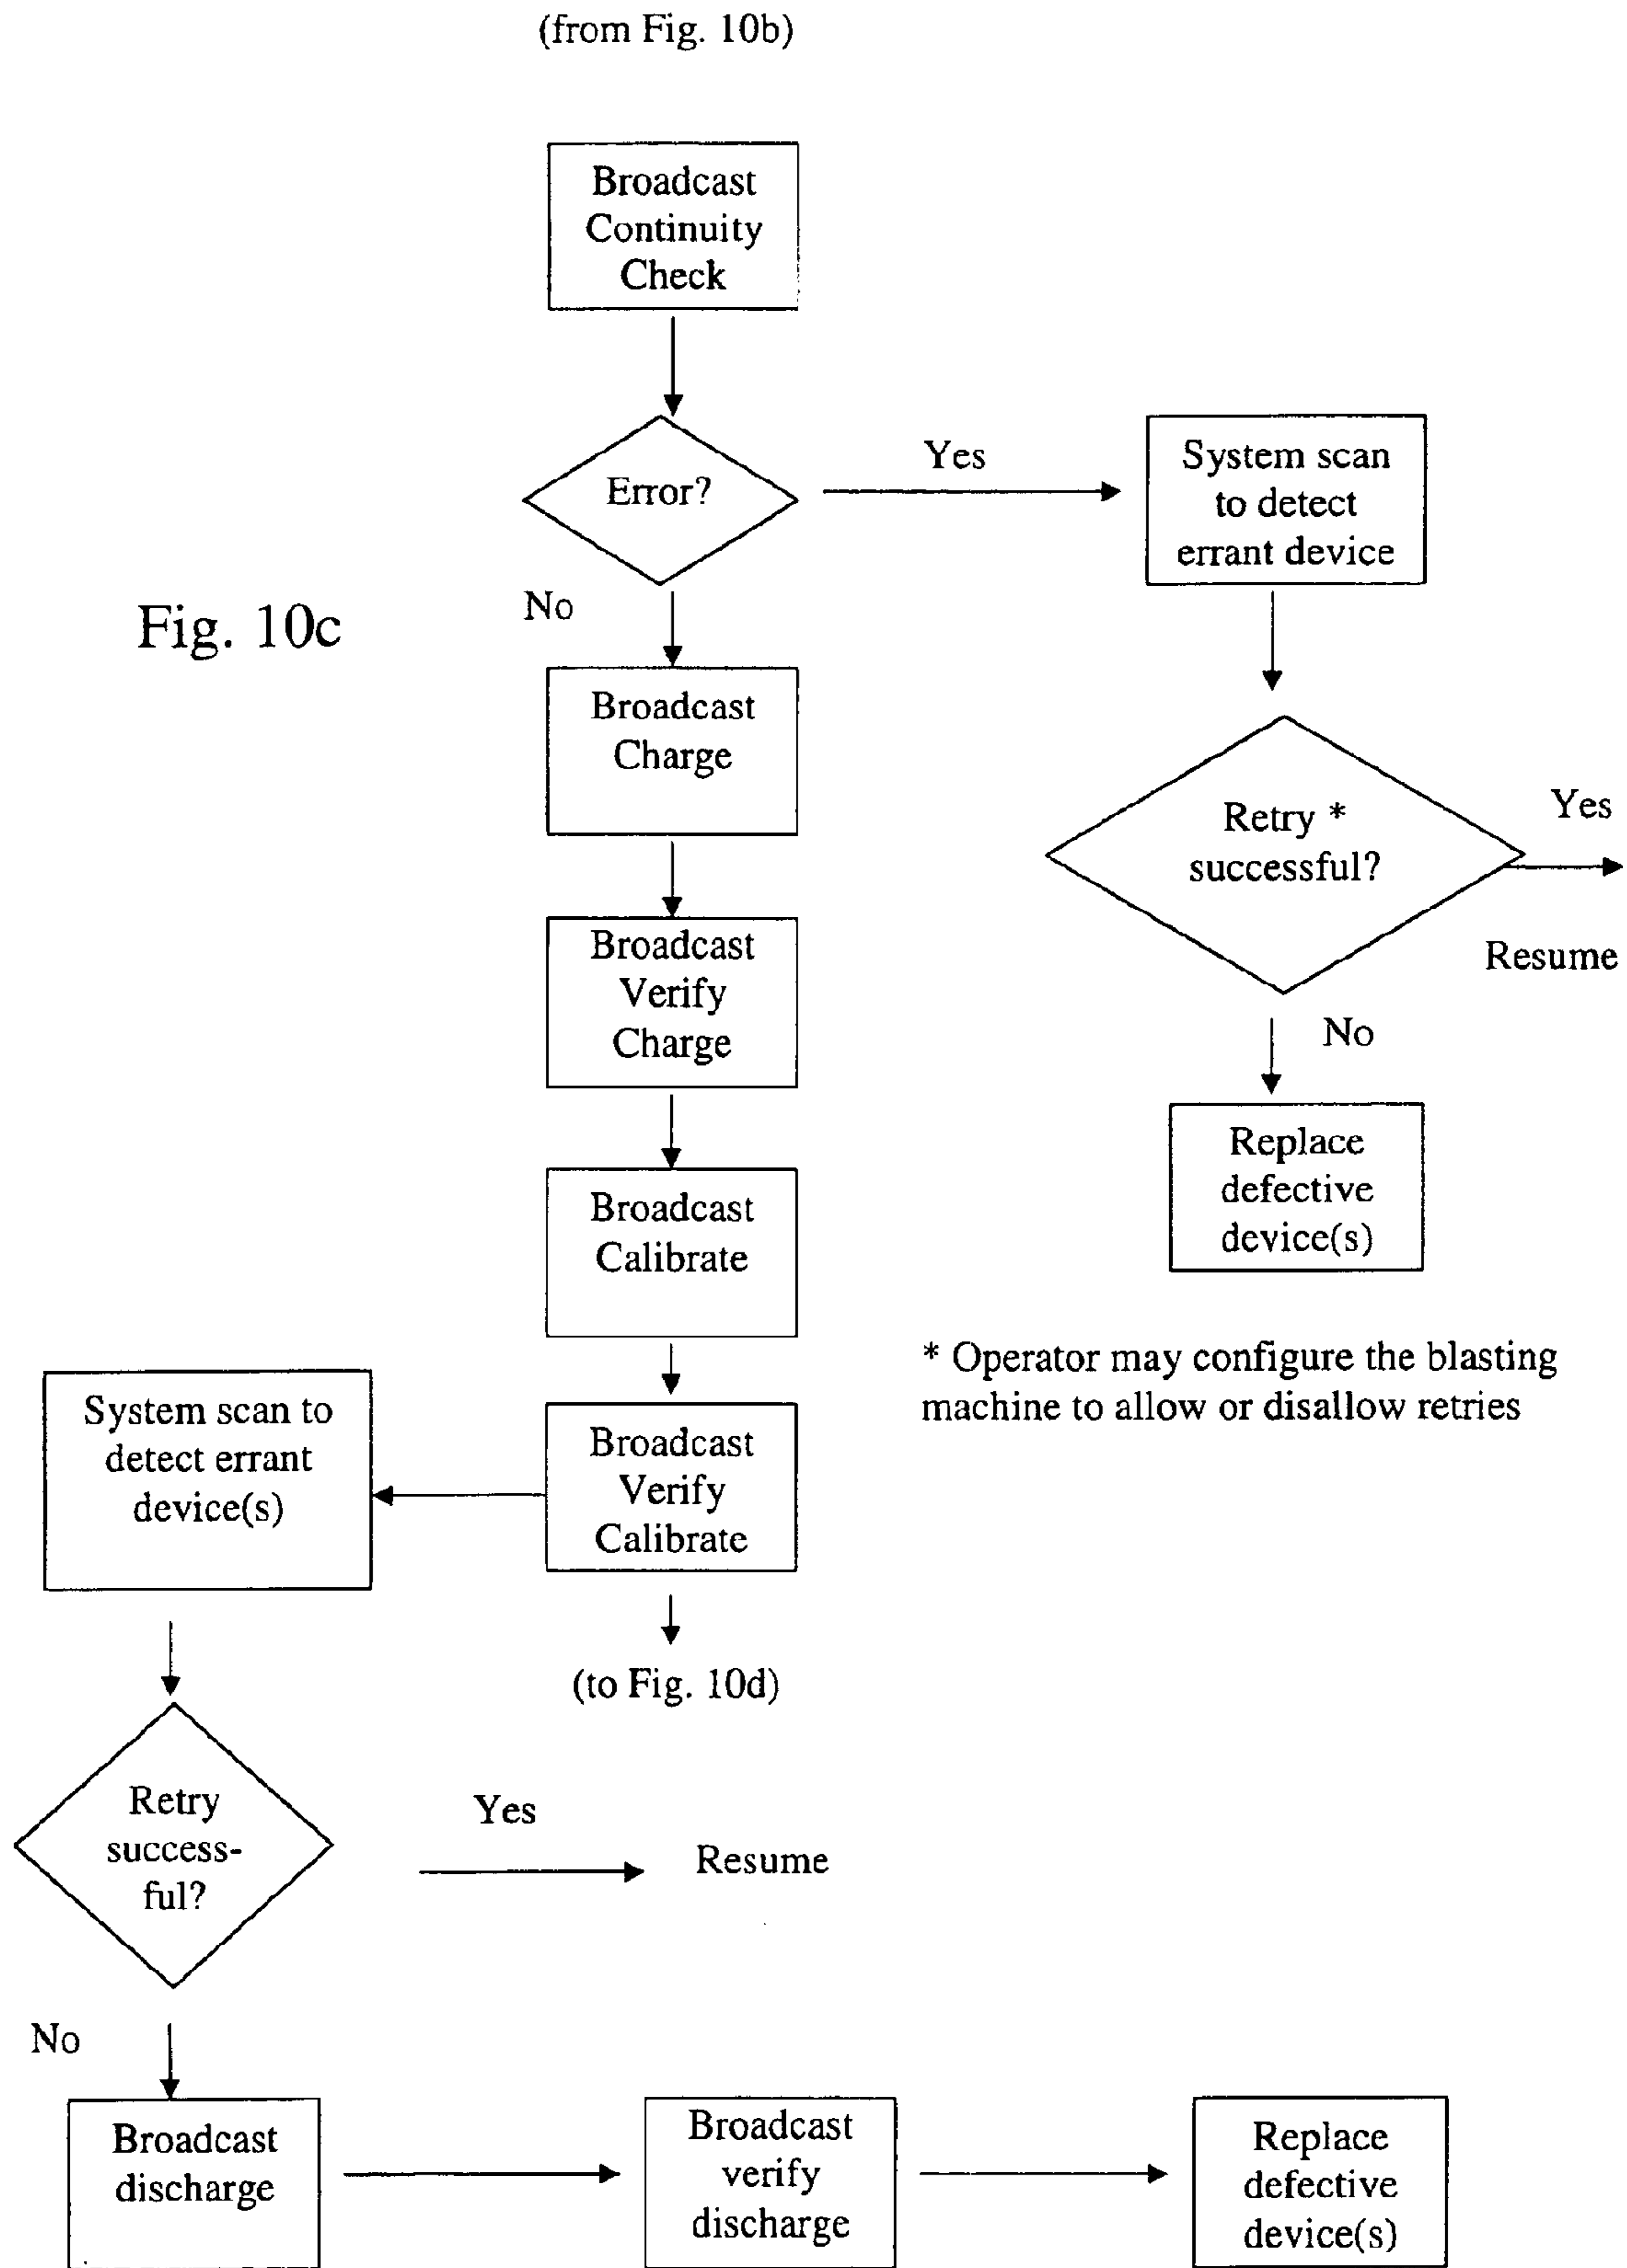 (from Fig. 10b)
Broadcast
Continuity
Check
Error?
Yes
System scan
to detect
errant device
No
Fig. 10c
Broadcast
Charge
Retry *
successful?
Yes
Resume
No
Replace
defective
device(s)
Broadcast
Verify
Charge
Broadcast
Calibrate
* Operator may configure the blasting
machine to allow or disallow retries
Broadcast
Verify
Calibrate
(to Fig. 10d)
System scan to
detect errant
device(s)
Retry
success-
ful?
Yes
Resume
No
Broadcast
discharge
Broadcast
verify
discharge
Replace
defective
device(s)